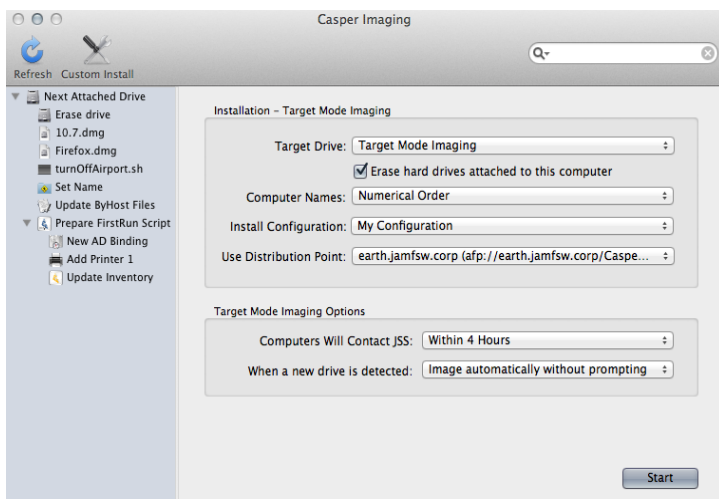 Casper Imaging
Refresh Custom Install
Next Attached Drive
Erase drive
10.7.dmg
Firefox.dmg
turnOffAirport.sh
Set Name
Update ByHost Files
Prepare FirstRun Script
New AD Binding
Add Printer 1
Update Inventory
Installation - Target Mode Imaging
Target Drive: Target Mode Imaging
Erase hard drives attached to this computer
Computer Names: Numerical Order
Install Configuration: My Configuration
Use Distribution Point: earth.jamfsw.corp (afp://earth.jamfsw.corp/Caspe...
Target Mode Imaging Options
Computers Will Contact JSS: Within 4 Hours
When a new drive is detected: Image automatically without prompting
Start